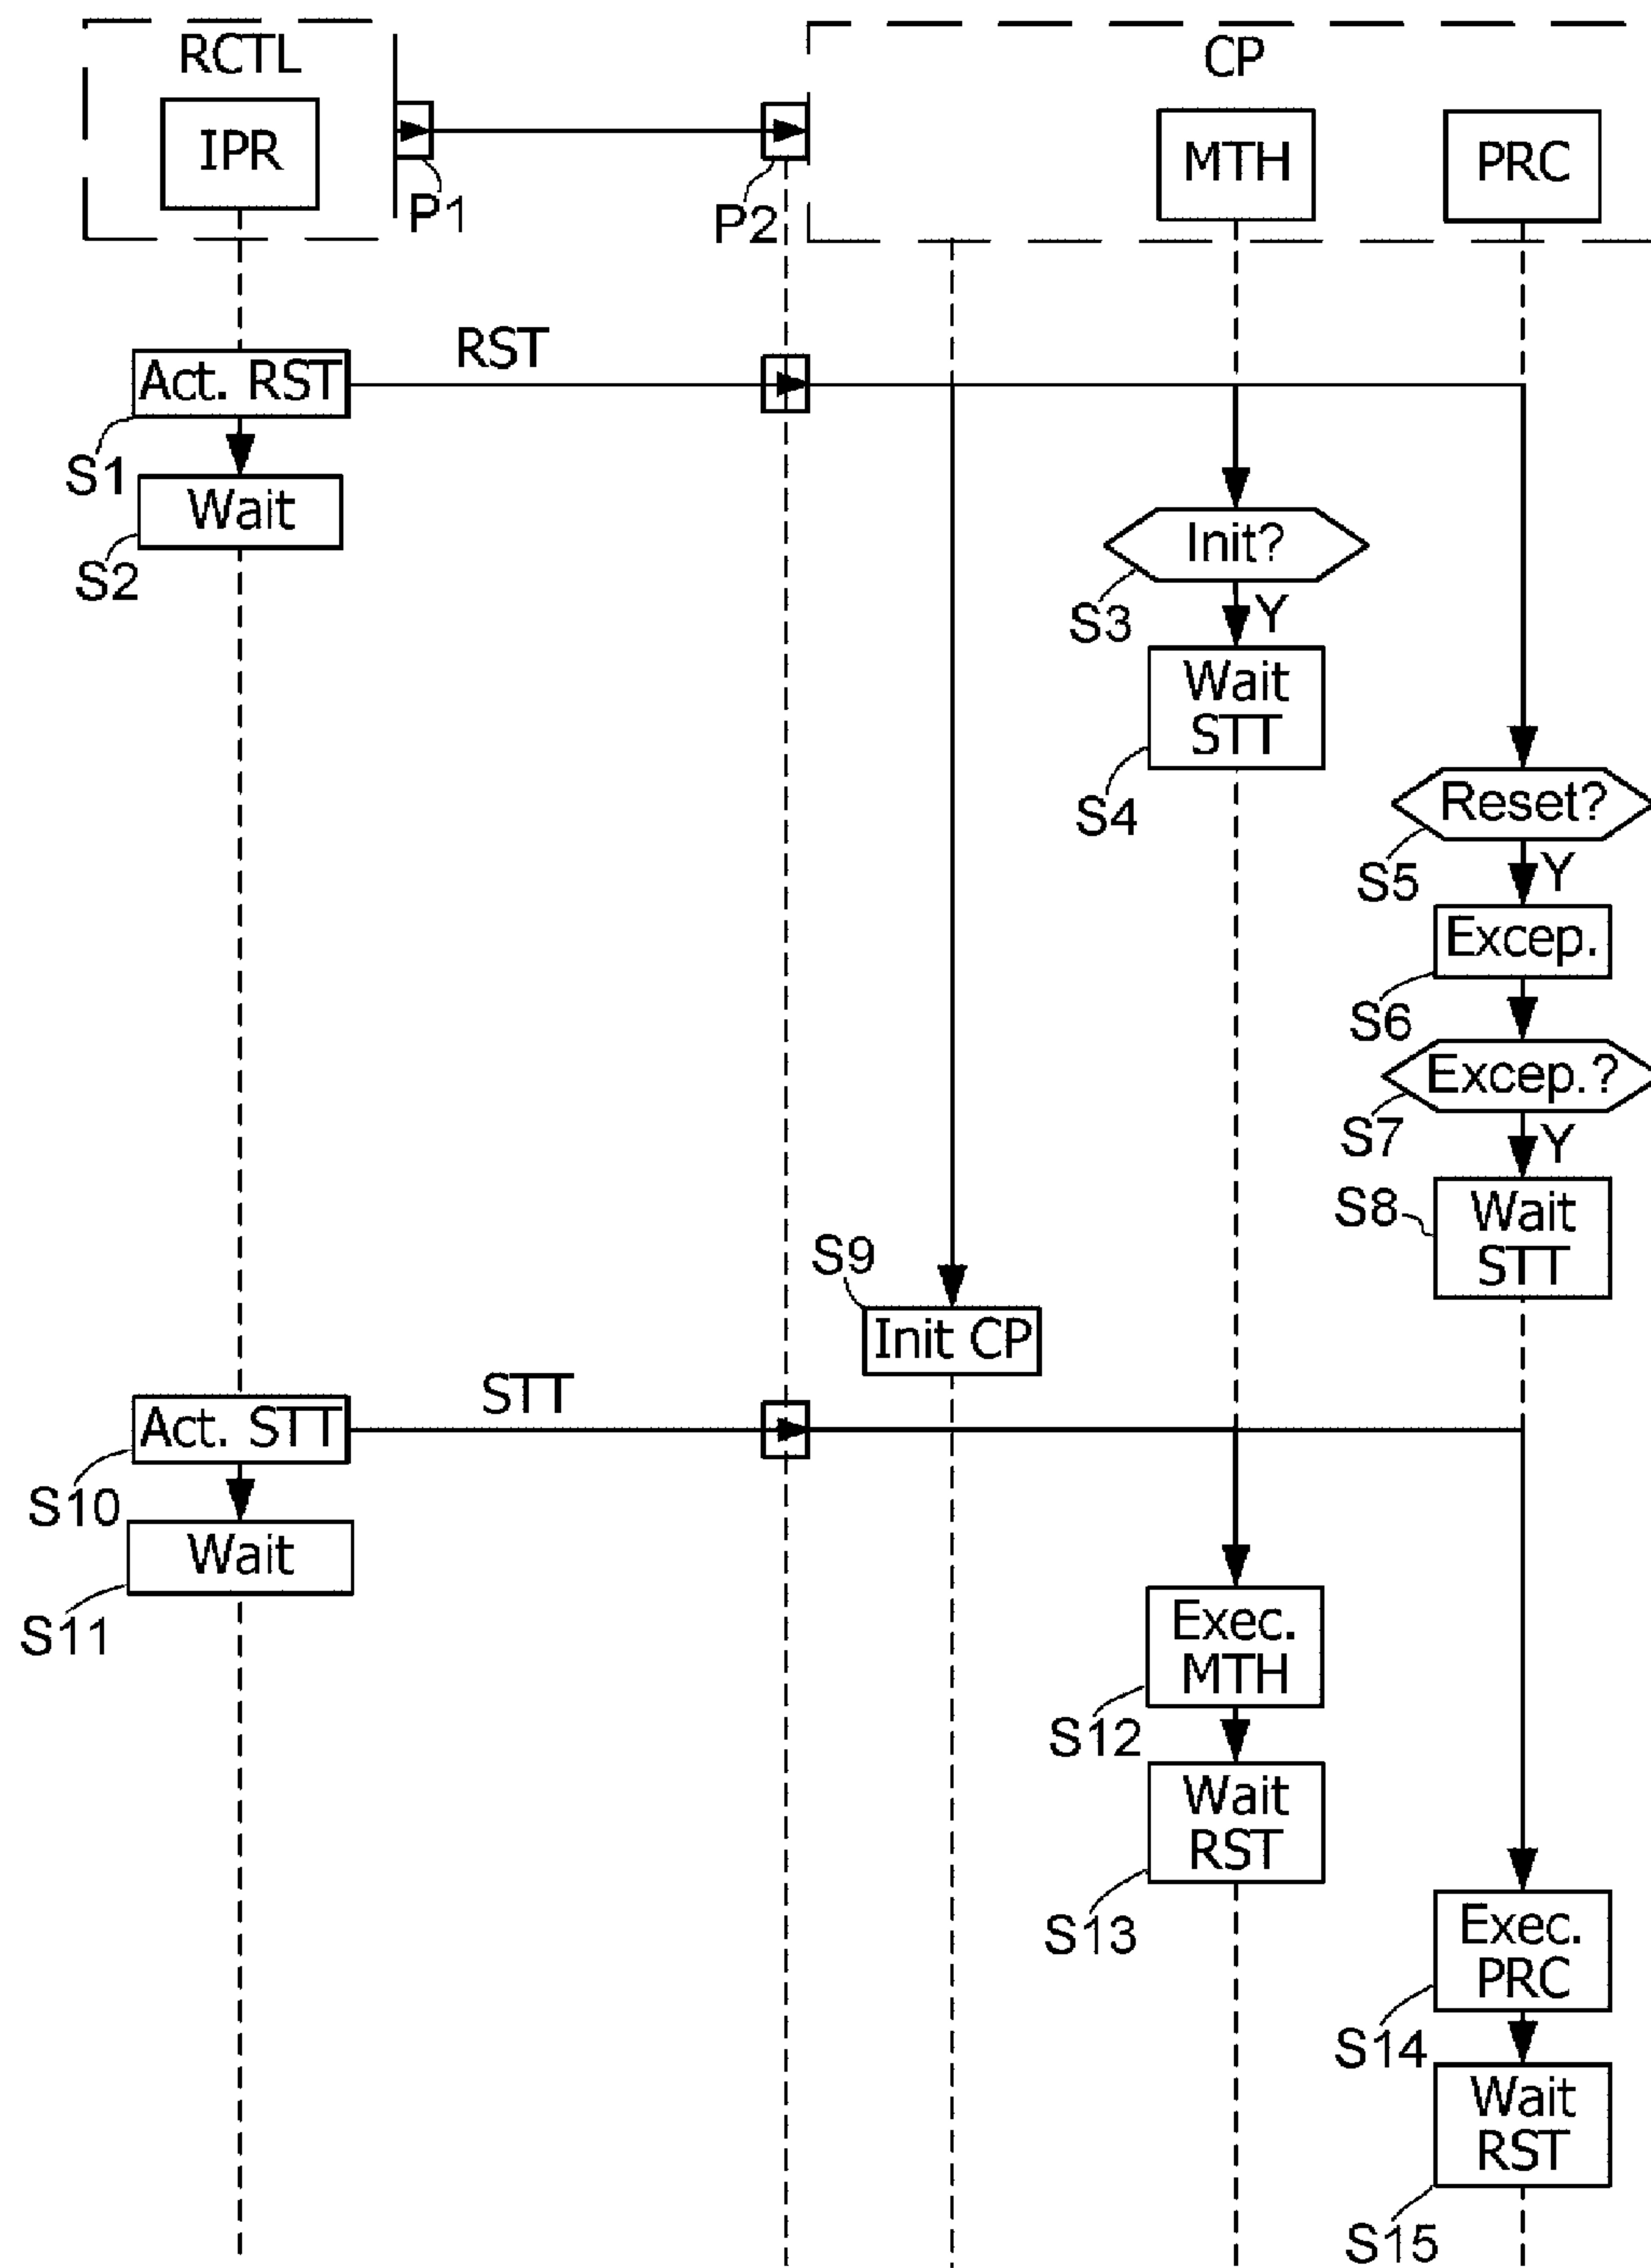 RCTL
CP
IPR
MTH
PRC
P1
P2
RST
Act. RST
S1
Wait
S2
Init?
S3
Y
Wait
STT
S4
Reset?
S5
Y
Excep.
S6
Excep.?
S7
Y
S8
Wait
STT
S9
Init CP
STT
Act. STT
S10
Wait
S11
Exec.
MTH
S12
Wait
RST
S13
Exec.
PRC
S14
Wait
RST
S15